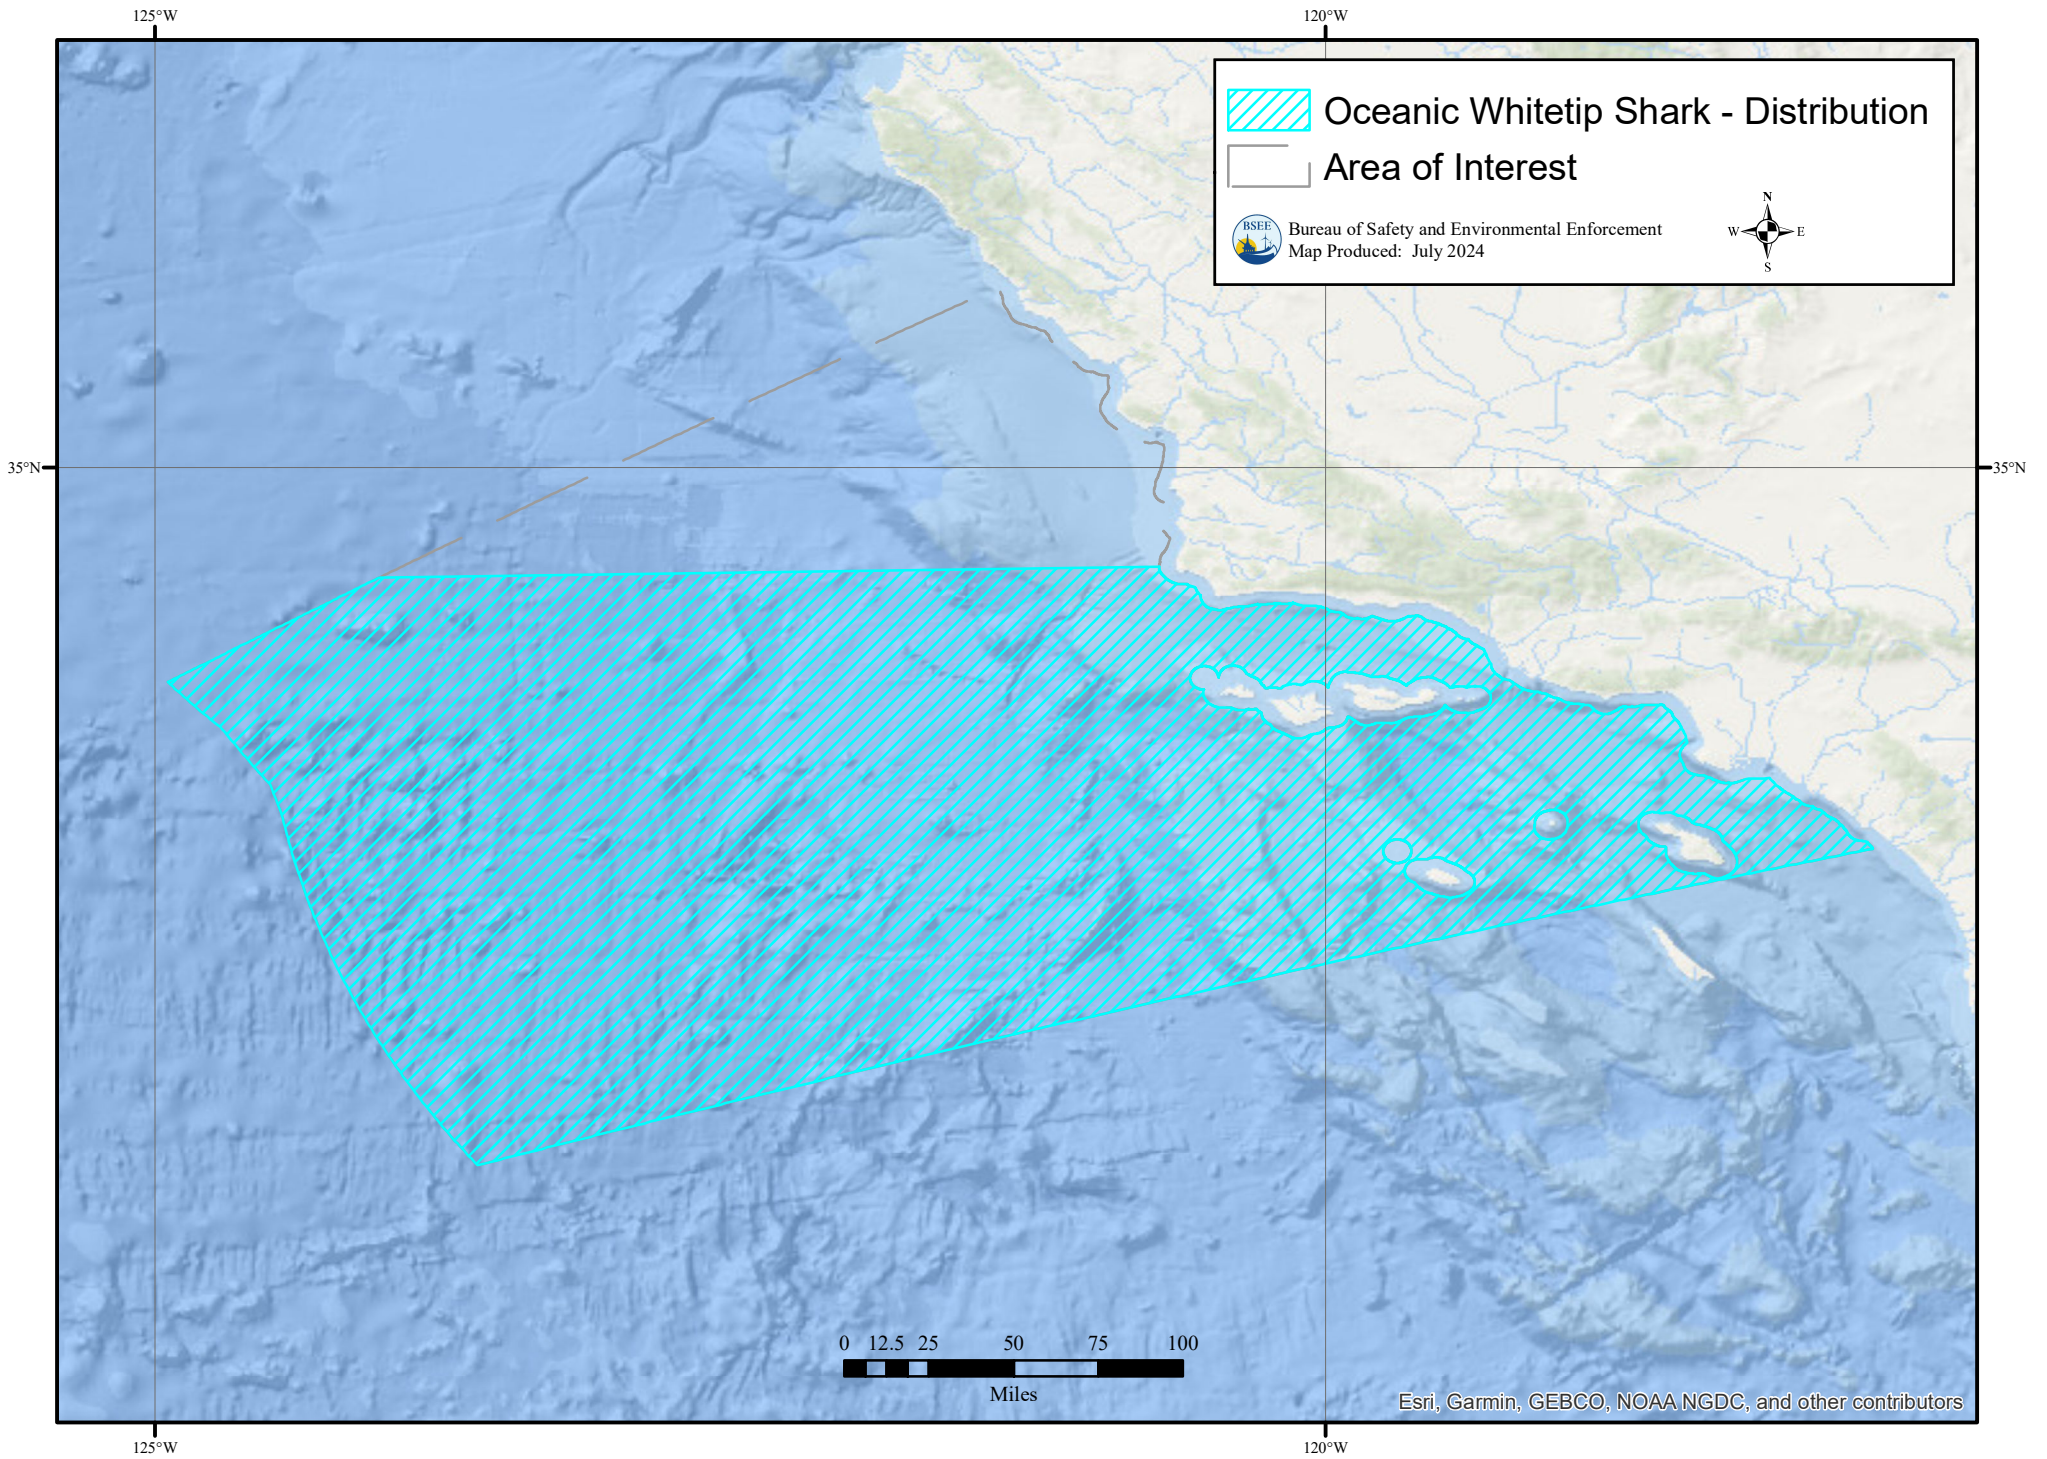 125°W
120°W
Oceanic Whitetip Shark - Distribution
Area of Interest
BSEE
Bureau of Safety and Environmental Enforcement
Map Produced: July 2024
N
W
E
S
35°N
35°N
0 12.5 25 50 75 100
Miles
Esri, Garmin, GEBCO, NOAA NGDC, and other contributors
125°W
120°W